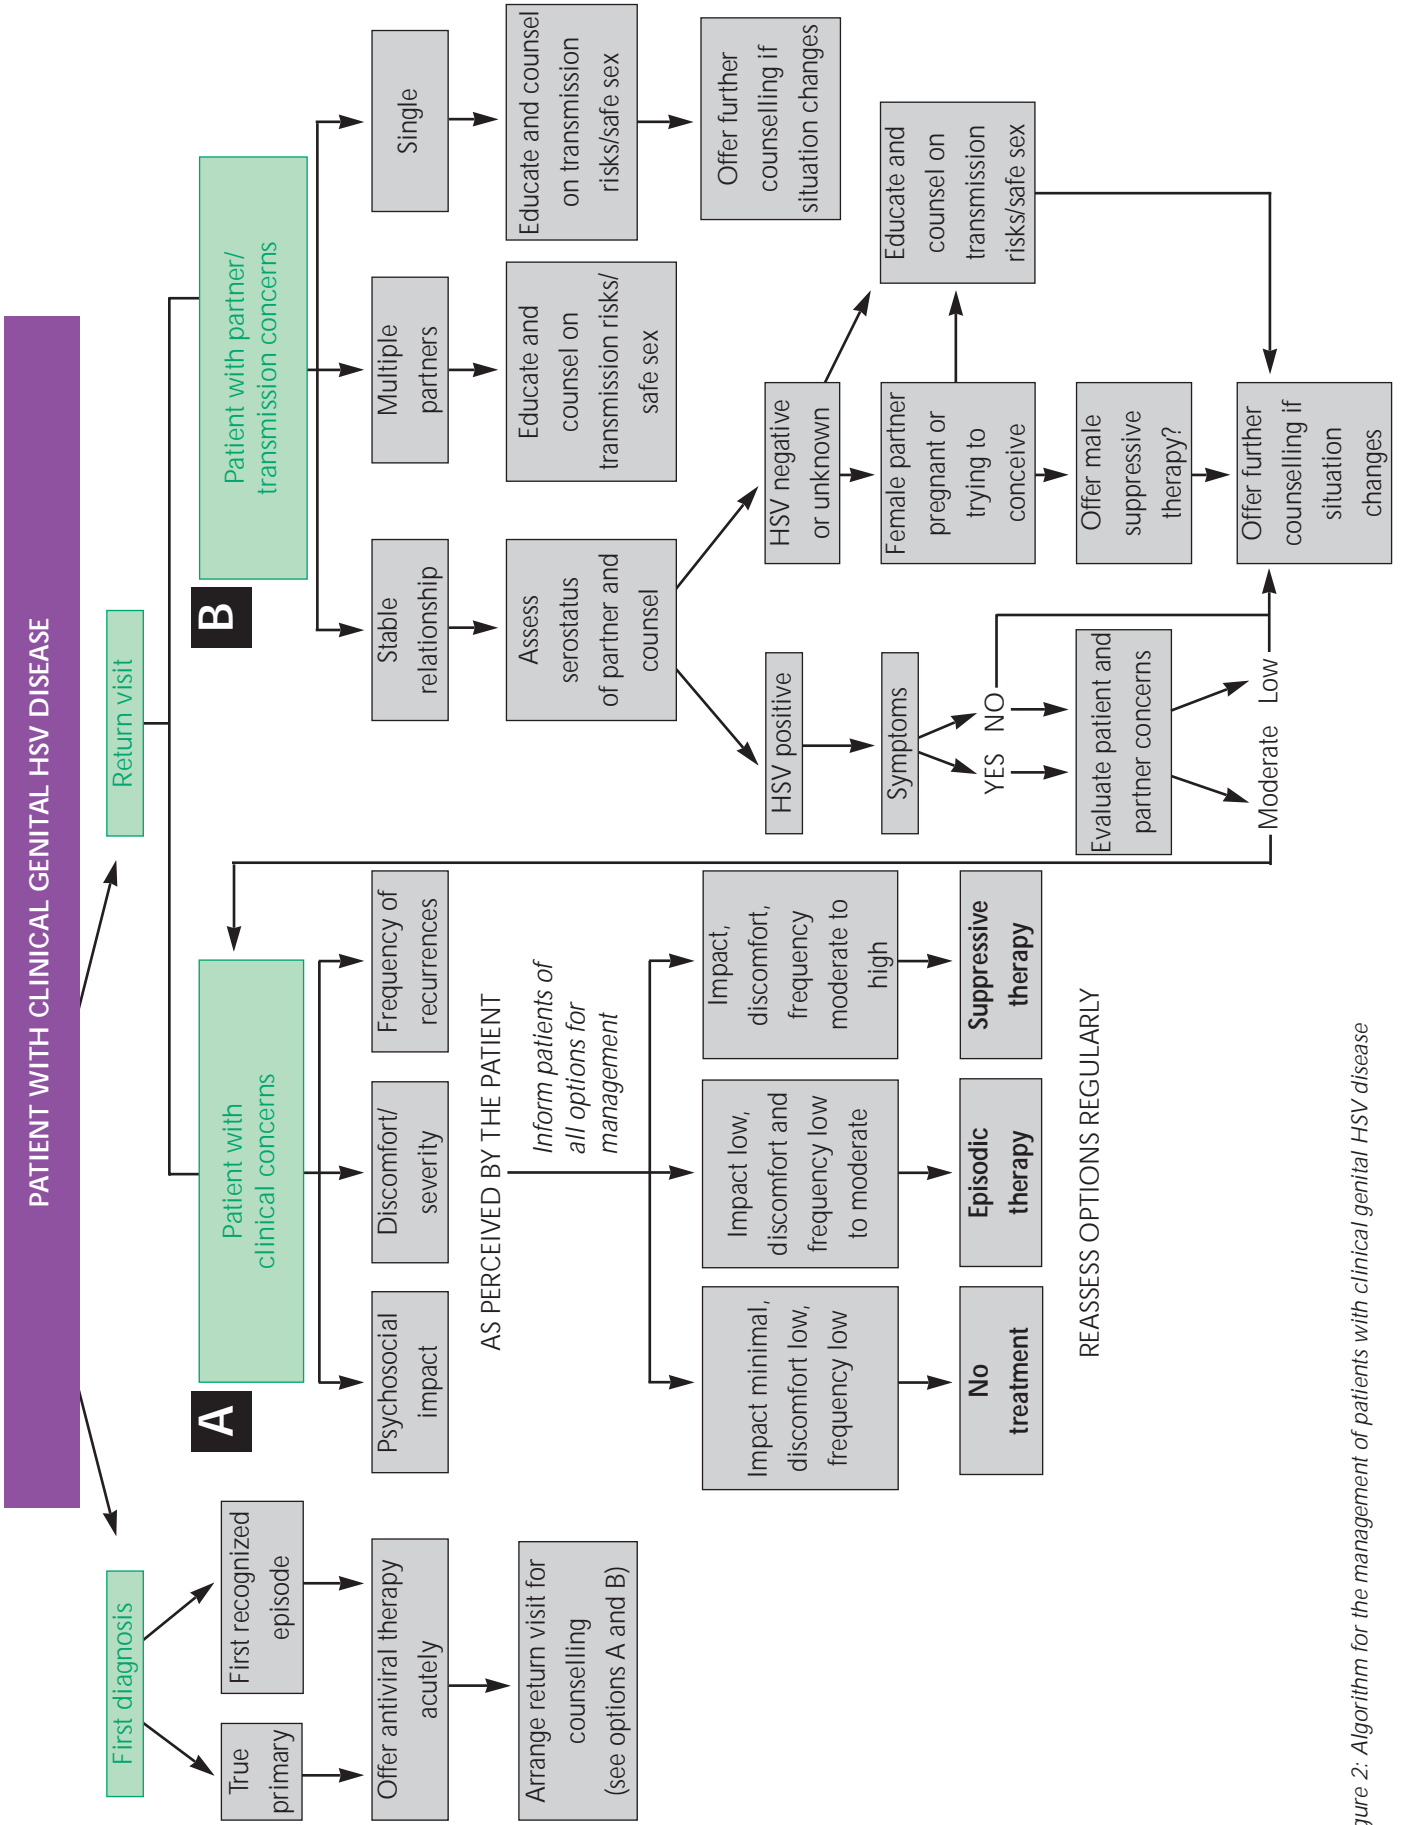 PATIENT WITH CLINICAL GENITAL HSV DISEASE
First diagnosis
True
primary
First recognized
episode
Offer antiviral therapy
acutely
Arrange return visit for
counselling
(see options A and B)
Return visit
A
Patient with
clinical concerns
Psychosocial
impact
Discomfort/
severity
Frequency of
recurrences
AS PERCEIVED BY THE PATIENT
Inform patients of
all options for
management
Impact minimal,
discomfort low,
frequency low
Impact low,
discomfort and
frequency low
to moderate
Impact,
discomfort,
frequency
moderate to
high
No
treatment
Episodic
therapy
Suppressive
therapy
REASSESS OPTIONS REGULARLY
B
Patient with partner/
transmission concerns
Stable
relationship
Multiple
partners
Single
Assess
serostatus
of partner and
counsel
Educate and
counsel on
transmission risks/
safe sex
Educate and counsel
on transmission
risks/safe sex
Offer further
counselling if
situation changes
HSV positive
HSV negative
or unknown
Symptoms
YES
NO
Evaluate patient and
partner concerns
Moderate
Low
Female partner
pregnant or
trying to
conceive
Educate and
counsel on
transmission
risks/safe sex
Offer male
suppressive
therapy?
Offer further
counselling if
situation
changes
gure 2: Algorithm for the management of patients with clinical genital HSV disease